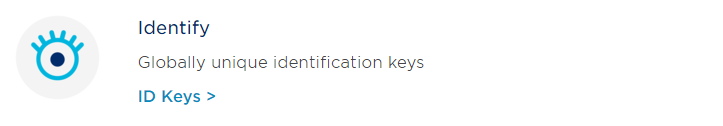 Identify
Globally unique identification keys
ID Keys >